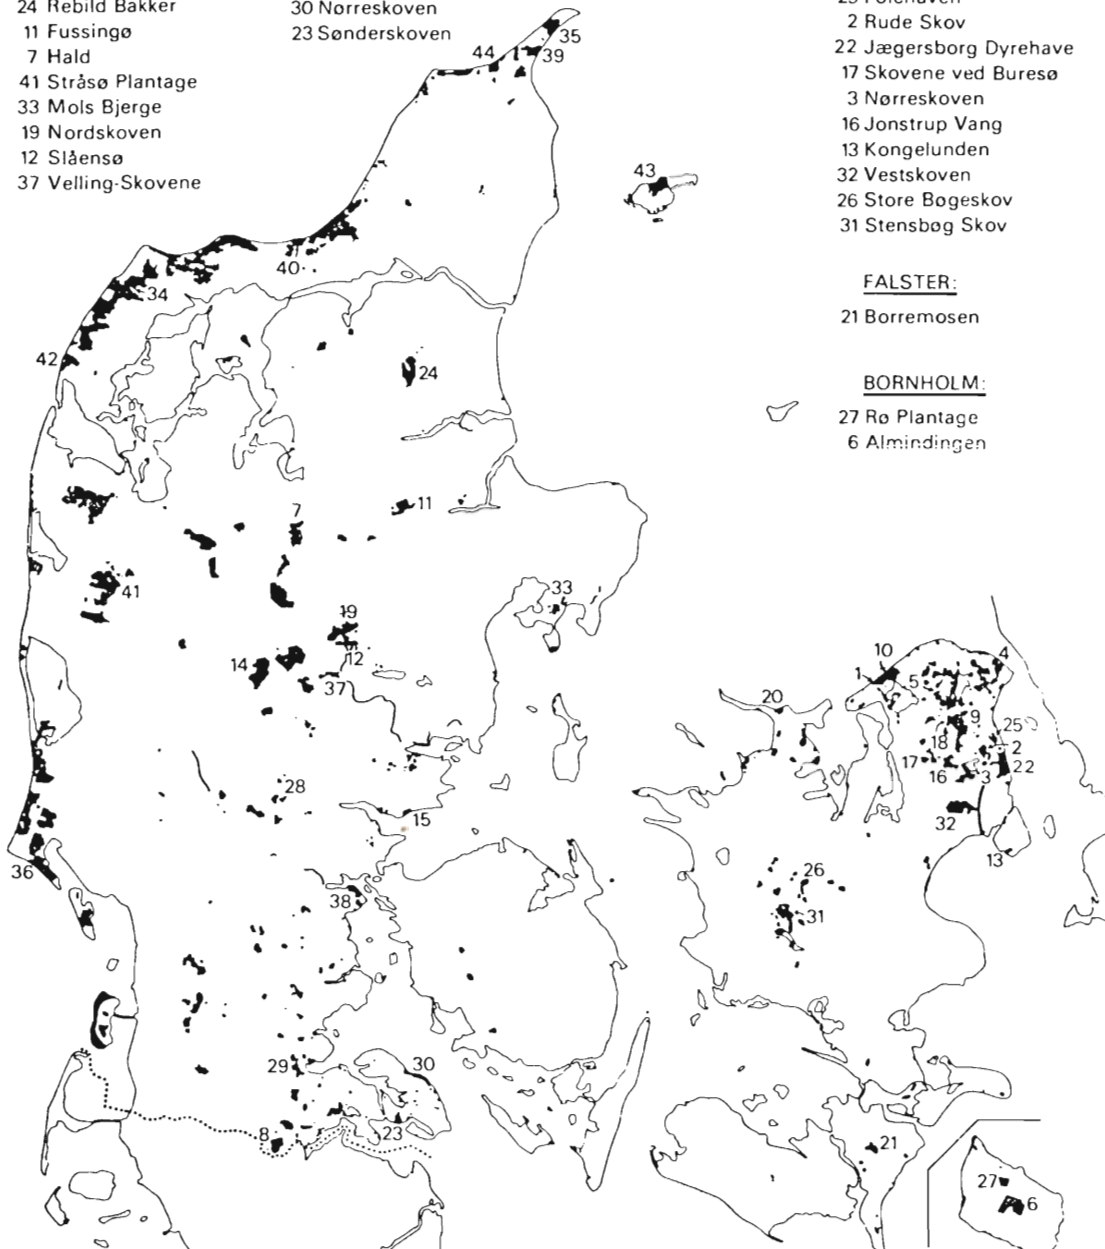 24 Rebild Bakker
11 Fussingø
7 Hald
41 Stråsø Plantage
33 Mols Bjerge
19 Nordskoven
12 Slåensø
37 Velling-Skovene
30 Nørreskoven
23 Sønderskoven
2 Rude Skov
22 Jægersborg Dyrehave
17 Skovene ved Buresø
3 Nørreskoven
16 Jonstrup Vang
13 Kongelunden
32 Vestskoven
26 Store Bøgeskov
31 Stensbøg Skov
FALSTER:
21 Borremosen
BORNHOLM:
27 Rø Plantage
6 Almindingen
35
44
39
43
40
34
42
24
11
7
41
33
19
12
14
37
10
4
1
5
20
9
25
18
2
17
16
3
22
28
15
32
13
36
38
26
31
29
30
8
23
21
27
6